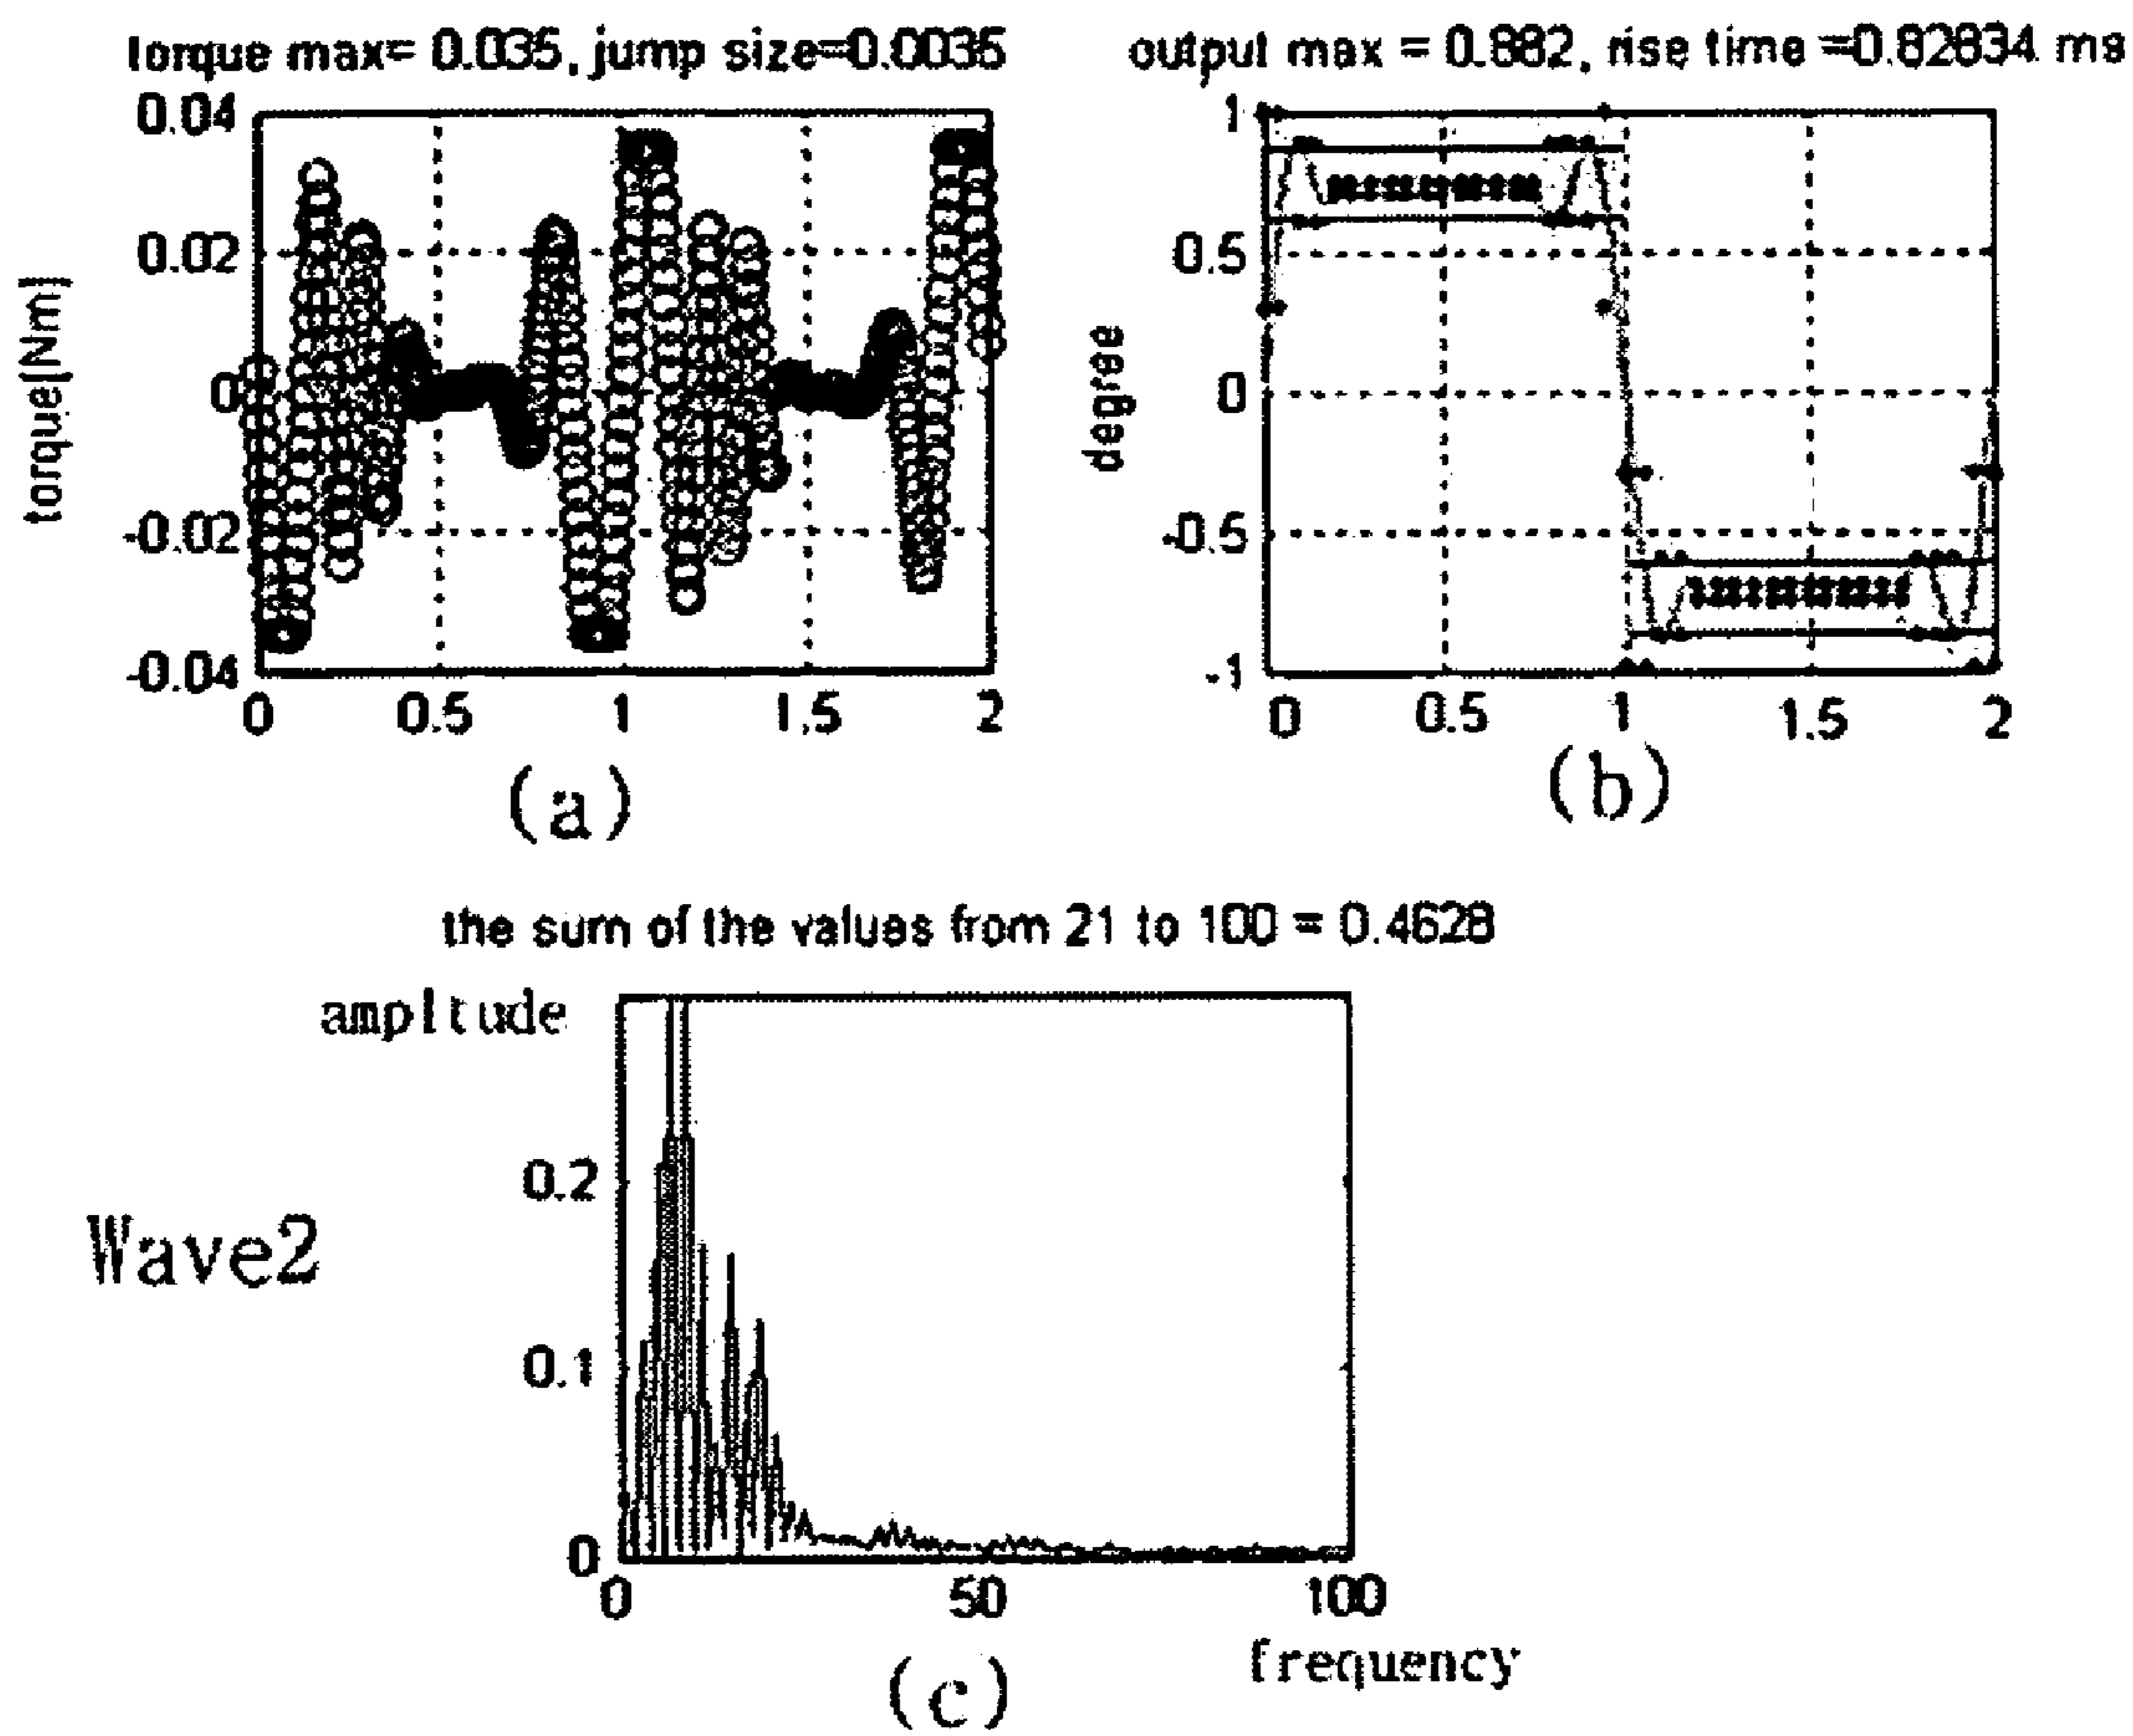 torque max= 0.035, jump size=0.0035
0.04
0.02
0
-0.02
-0.04
torque[Nm]
0 0.5 1 1.5 2
(a)
output max = 0.882, rise time =0.82834 ms
1
0.5
0
-0.5
-1
degree
0 0.5 1 1.5 2
(b)
the sum of the values from 21 to 100 = 0.4628
ampltude
0.2
0.1
0
Wave2
0 50 100
frequency
(c)